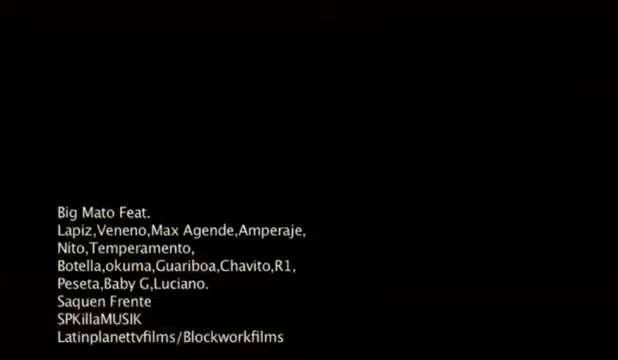 Big Mato Feat.
Lapiz,Veneno,Max Agende,Amperaje,
Nito,Temperamento,
Botella,okuma,Guariboa,Chavito,R1,
Peseta,Baby G,Luciano.
Saquen Frente
SPKillaMUSIK
Latinplanettvfilms/Blockworkfilms